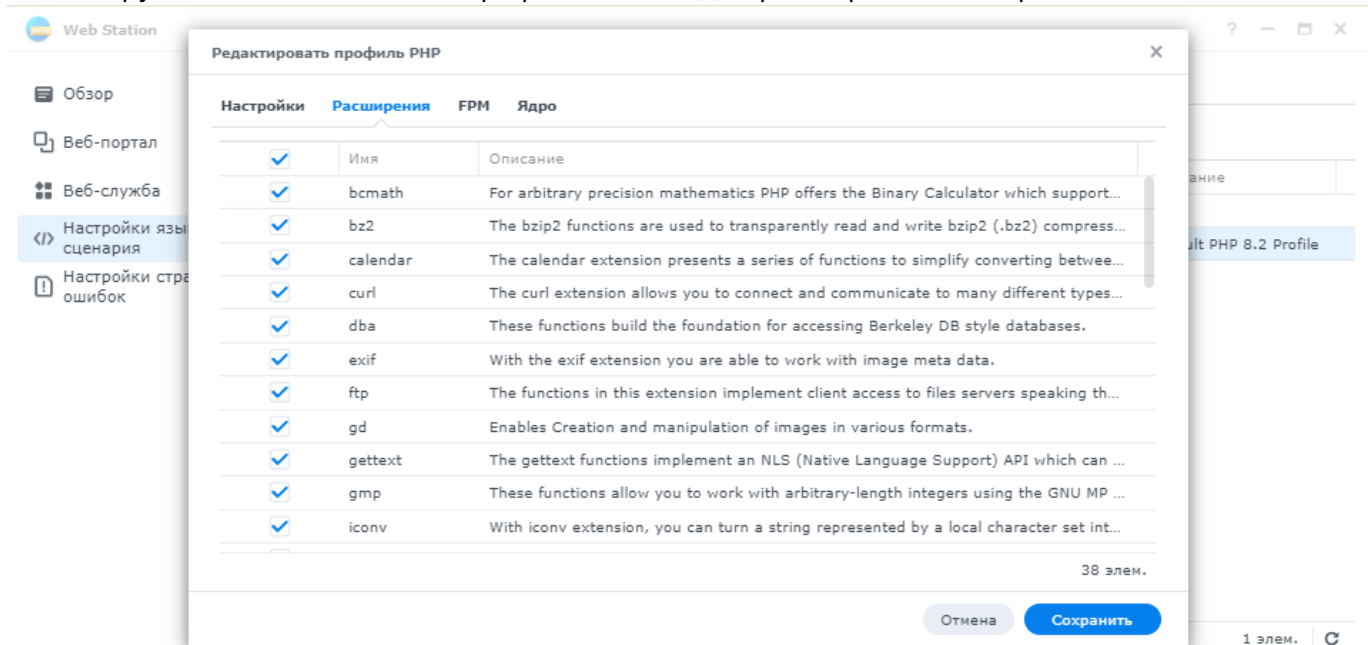 Web Station
Редактировать профиль PHP
Обзор
Веб-портал
Веб-служба
Настройки язы
сценария
Настройки стра
ошибок
Настройки Расширения FPM Ядро
Имя Описание
bcmath For arbitrary precision mathematics PHP offers the Binary Calculator which support...
bz2 The bzip2 functions are used to transparently read and write bzip2 (.bz2) compress...
calendar The calendar extension presents a series of functions to simplify converting betwee...
curl The curl extension allows you to connect and communicate to many different types...
dba These functions build the foundation for accessing Berkeley DB style databases.
exif With the exif extension you are able to work with image meta data.
ftp The functions in this extension implement client access to files servers speaking th...
gd Enables Creation and manipulation of images in various formats.
gettext The gettext functions implement an NLS (Native Language Support) API which can ...
gmp These functions allow you to work with arbitrary-length integers using the GNU MP ...
iconv With iconv extension, you can turn a string represented by a local character set int...
38 элем.
Отмена Сохранить
ание
ult PHP 8.2 Profile
1 элем.